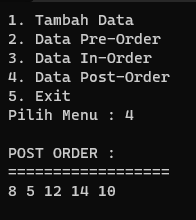 1. Tambah Data
2. Data Pre-Order
3. Data In-Order
4. Data Post-Order
5. Exit
Pilih Menu : 4
POST ORDER :
==================
8 5 12 14 10